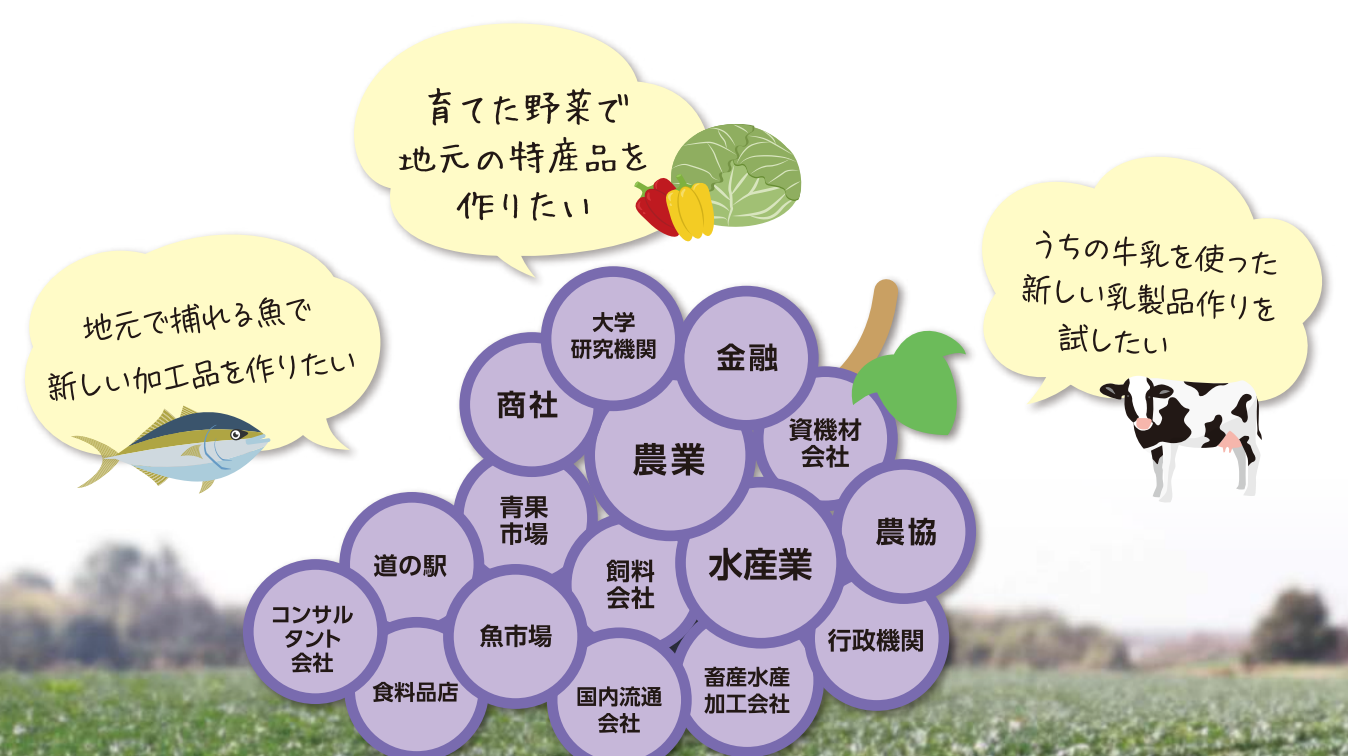 育てた野菜で
地元の特産品を
作りたい
うちの牛乳を使った
新しい乳製品作りを
試したい
地元で捕れる魚で
新しい加工品を作りたい
大学
研究機関
金融
商社
農業
資機材
会社
青果
市場
農協
道の駅
飼料
会社
水産業
コンサル
タント
会社
魚市場
行政機関
食料品店
国内流通
会社
畜産水産
加工会社